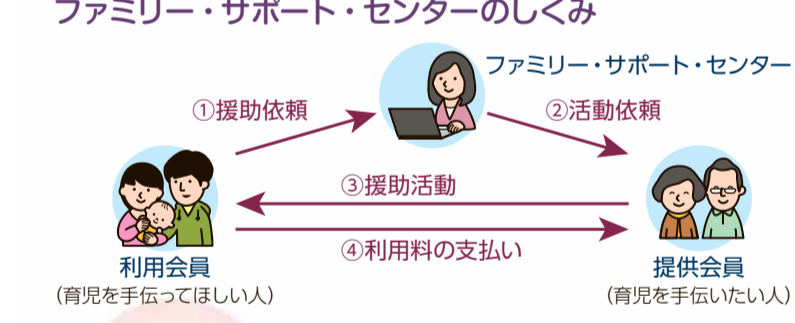 ファミリー・サポート・センターのしくみ
ファミリー・サポート・センター
①援助依頼
②活動依頼
③援助活動
④利用料の支払い
利用会員
(育児を手伝ってほしい人)
提供会員
(育児を手伝いたい人)